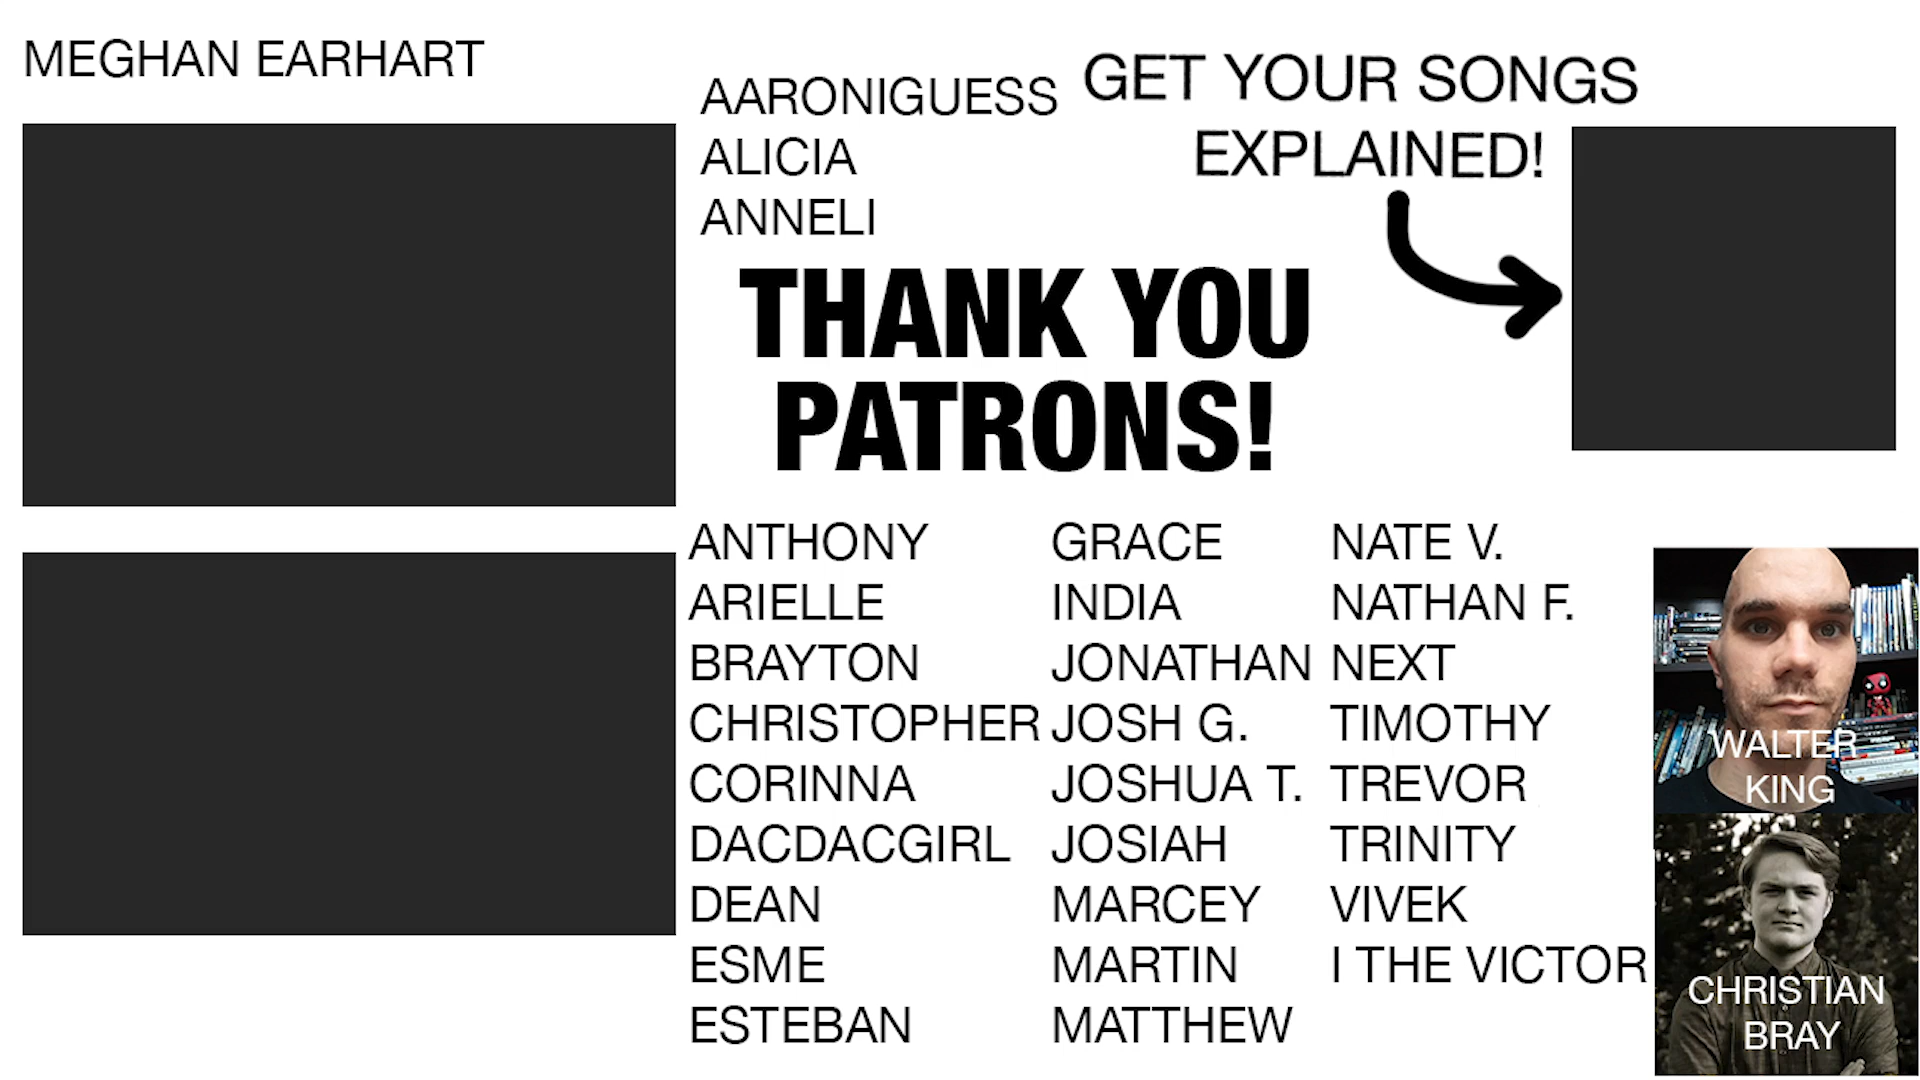 MEGHAN EARHART
AARONIGUESS
ALICIA
ANNELI
GET YOUR SONGS
EXPLAINED!
THANK YOU
PATRONS!
ANTHONY
ARIELLE
BRAYTON
CHRISTOPHER
CORINNA
DACDACGIRL
DEAN
ESME
ESTEBAN
GRACE
INDIA
JONATHAN
JOSH G.
JOSHUA T.
JOSIAH
MARCEY
MARTIN
MATTHEW
NATE V.
NATHAN F.
NEXT
TIMOTHY
TREVOR
TRINITY
VIVEK
I THE VICTOR
WALTER
KING
CHRISTIAN
BRAY